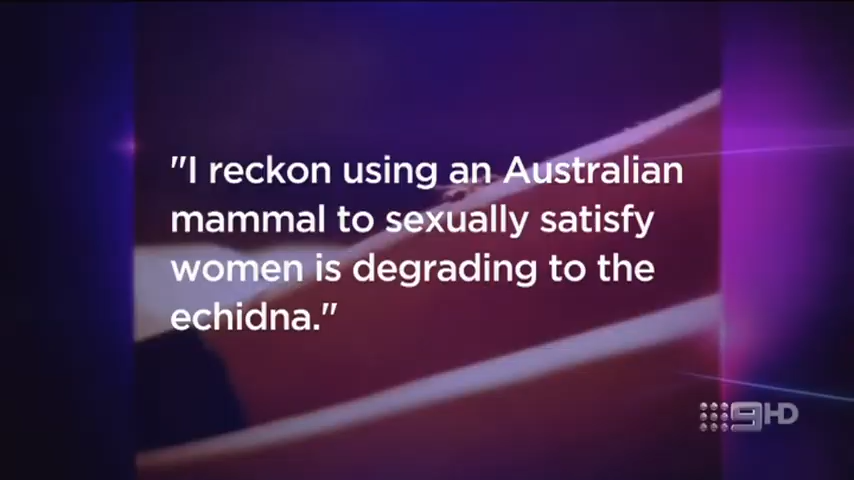 "I reckon using an Australian
mammal to sexually satisfy
women is degrading to the
echidna."
9HD